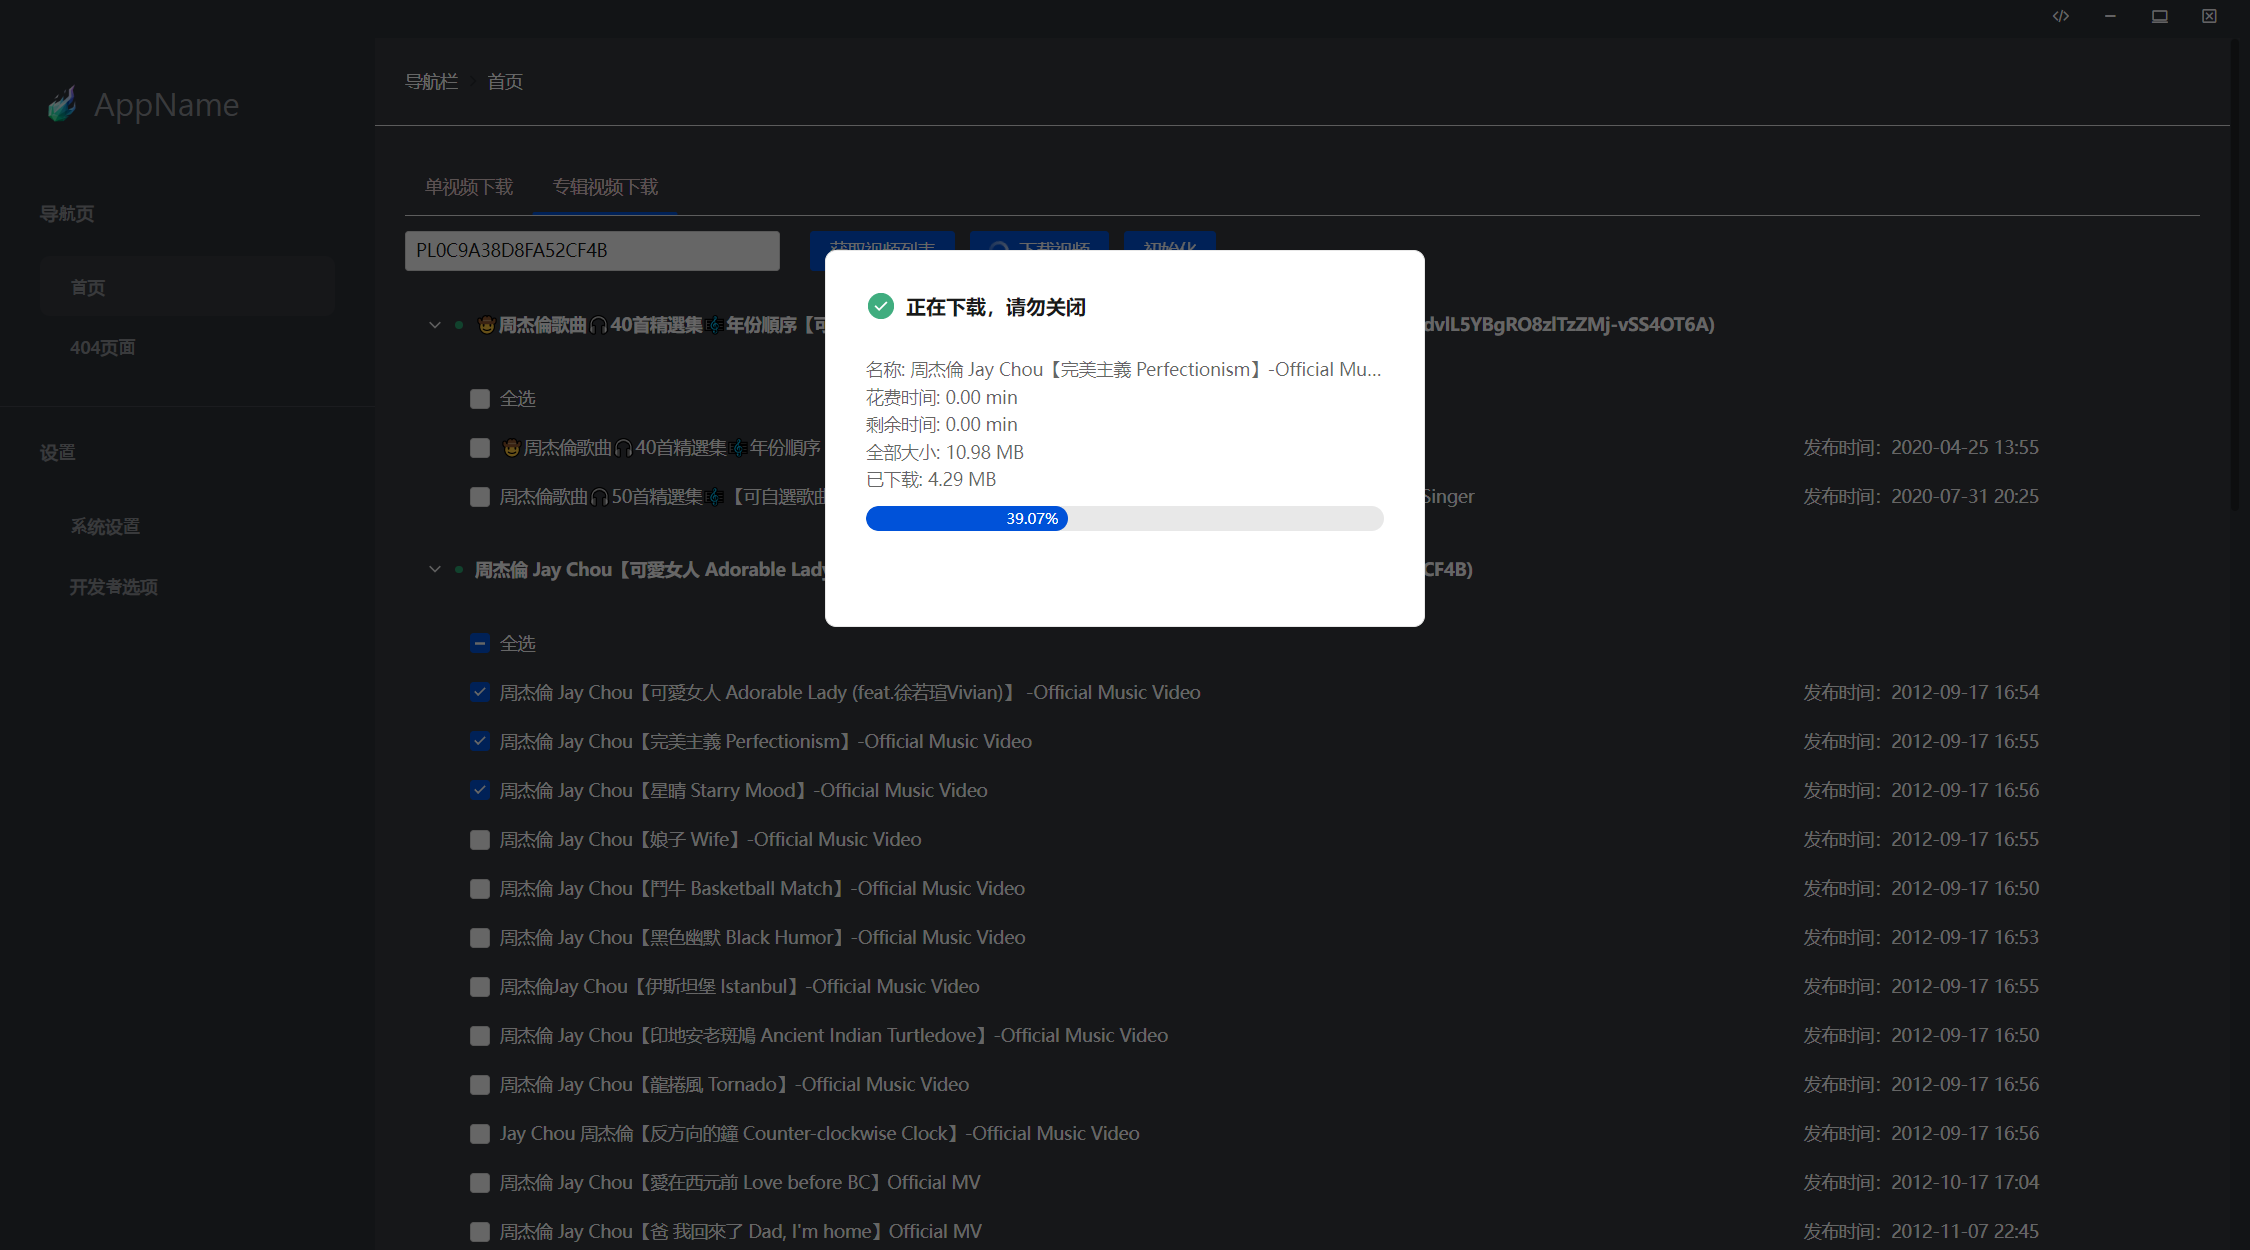 AppName
导航页
首页
404页面
设置
系统设置
开发者选项
导航栏 首页
单视频下载 专辑视频下载
PL0C9A38D8FA52CF4B
获取视频列表 下载视频 初始化
正在下载，请勿关闭
名称: 周杰倫 Jay Chou【完美主義 Perfectionism】-Official Mu...
花费时间: 0.00 min
剩余时间: 0.00 min
全部大小: 10.98 MB
已下载: 4.29 MB
39.07%
🤠周杰倫歌曲🎧40首精選集🎼年份順序【可 dvlL5YBgRO8zlTzZMj-vSS4OT6A)
全选
🤠周杰倫歌曲🎧40首精選集🎼年份順序 发布时间：2020-04-25 13:55
周杰倫歌曲🎧50首精選集🎼【可自選歌曲 Singer 发布时间：2020-07-31 20:25
周杰倫 Jay Chou【可愛女人 Adorable Lady CF4B)
全选
周杰倫 Jay Chou【可愛女人 Adorable Lady (feat.徐若瑄Vivian)】 -Official Music Video 发布时间：2012-09-17 16:54
周杰倫 Jay Chou【完美主義 Perfectionism】-Official Music Video 发布时间：2012-09-17 16:55
周杰倫 Jay Chou【星晴 Starry Mood】-Official Music Video 发布时间：2012-09-17 16:56
周杰倫 Jay Chou【娘子 Wife】-Official Music Video 发布时间：2012-09-17 16:55
周杰倫 Jay Chou【鬥牛 Basketball Match】-Official Music Video 发布时间：2012-09-17 16:50
周杰倫 Jay Chou【黑色幽默 Black Humor】-Official Music Video 发布时间：2012-09-17 16:53
周杰倫Jay Chou【伊斯坦堡 Istanbul】-Official Music Video 发布时间：2012-09-17 16:55
周杰倫 Jay Chou【印地安老斑鳩 Ancient Indian Turtledove】-Official Music Video 发布时间：2012-09-17 16:50
周杰倫 Jay Chou【龍捲風 Tornado】-Official Music Video 发布时间：2012-09-17 16:56
Jay Chou 周杰倫【反方向的鐘 Counter-clockwise Clock】-Official Music Video 发布时间：2012-09-17 16:56
周杰倫 Jay Chou【愛在西元前 Love before BC】Official MV 发布时间：2012-10-17 17:04
周杰倫 Jay Chou【爸 我回來了 Dad, I'm home】Official MV 发布时间：2012-11-07 22:45